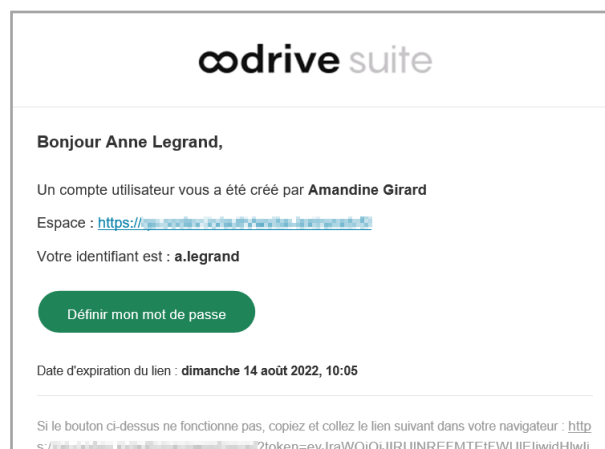 oodrive suite
Bonjour Anne Legrand,
Un compte utilisateur vous a été créé par Amandine Girard
Espace : https://
Votre identifiant est : a.legrand
Définir mon mot de passe
Date d'expiration du lien : dimanche 14 août 2022, 10:05
Si le bouton ci-dessus ne fonctionne pas, copiez et collez le lien suivant dans votre navigateur : http
s:/